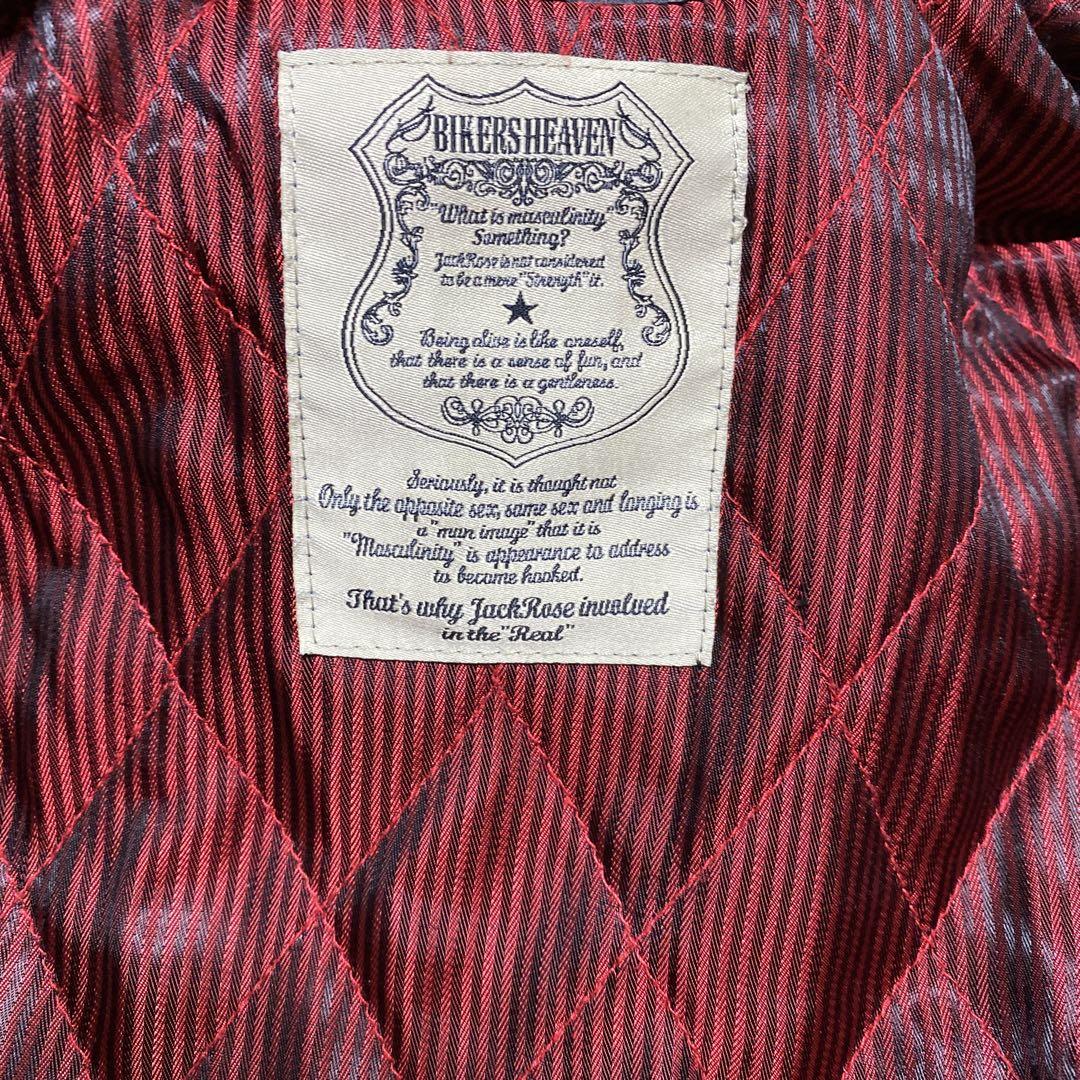 BIKERS HEAVEN
"What is masculinity"
Something?
JackRose is not considered
to be a mere "Strength" it.
Being alive is like oneself,
that there is a sense of fun, and
that there is a gentleness.
Seriously, it is thought not
Only the opposite sex, same sex and longing is
a "man image" that it is
"Masculinity" is appearance to address
to become hooked.
That's why JackRose involved
in the "Real"